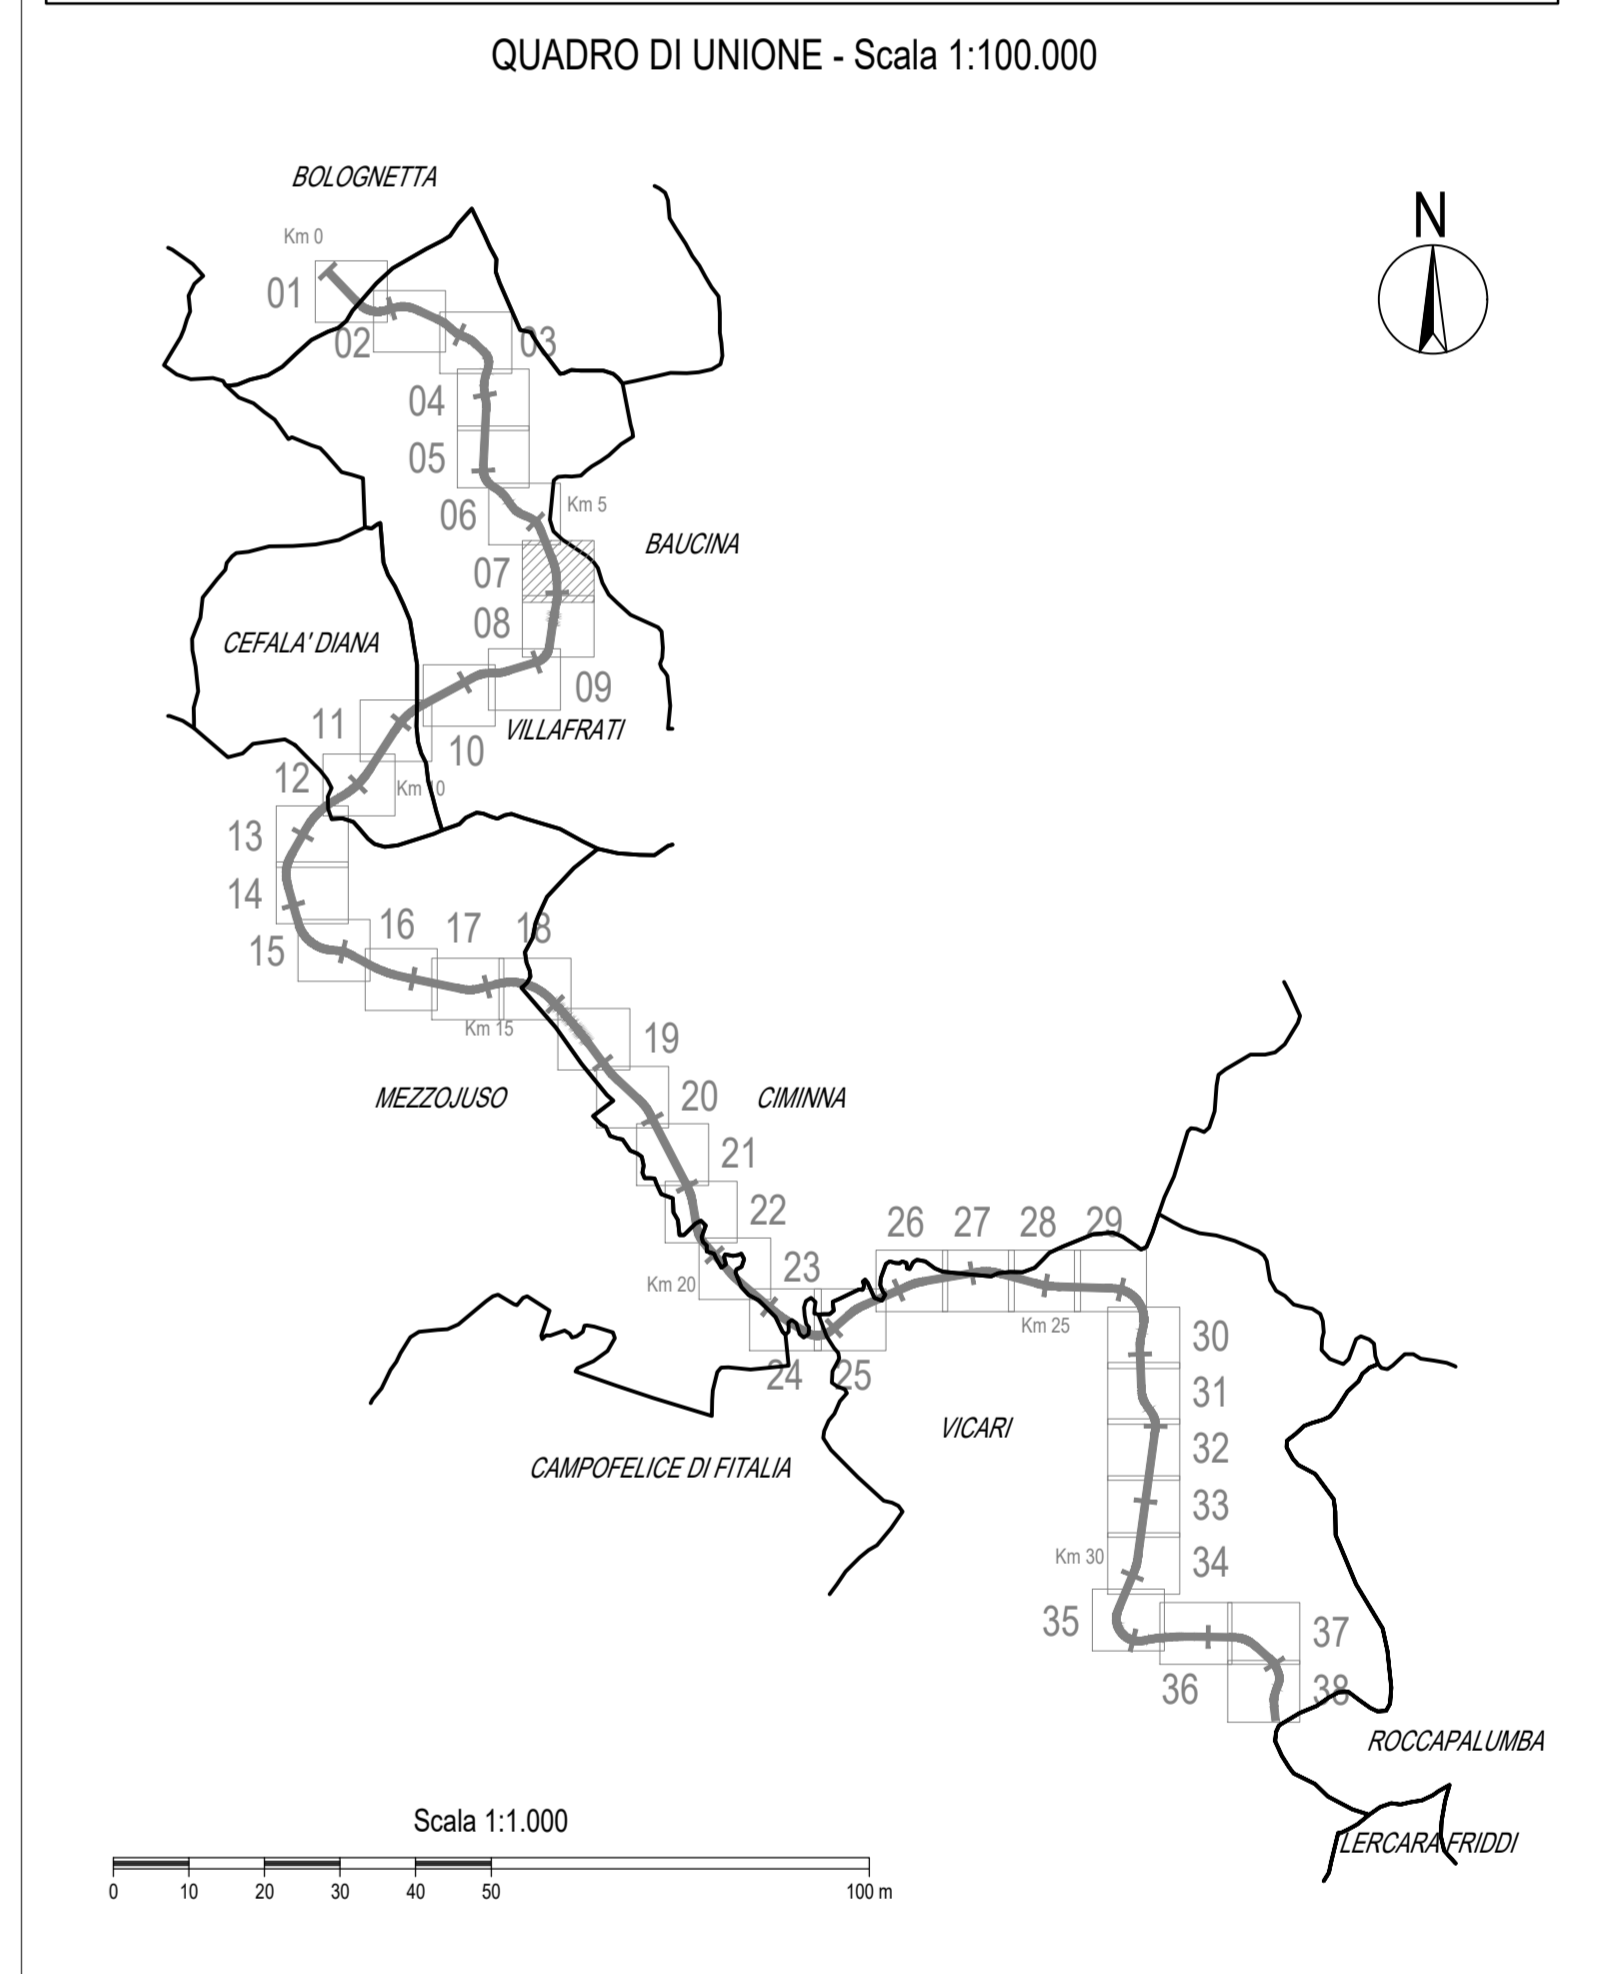 QUADRO DI UNIONE - Scala 1:100.000
BOLOGNETTA
N
Km 0
01
02
03
04
05
06
Km 5
BAUCINA
07
08
CEFALA' DIANA
09
VILLAFRATI
10
11
12
Km 10
13
14
15
16
17
18
Km 15
19
MEZZOJUSO
20
CIMINNA
21
22
23
Km 20
24
25
26
27
28
29
Km 25
30
31
32
VICARI
CAMPOFELICE DI FITALIA
33
34
Km 30
35
36
37
38
ROCCAPALUMBA
LERCARA FRIDDI
Scala 1:1.000
0 10 20 30 40 50 100 m